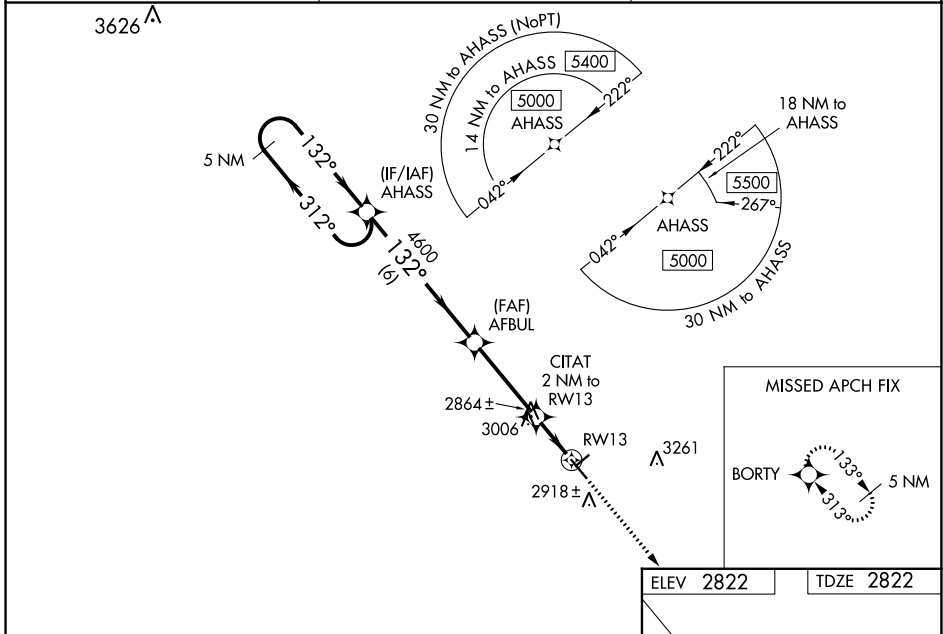 3626
30 NM to AHASS (NoPT)
5400
14 NM to AHASS
5000
AHASS
222°
042°
18 NM to
AHASS
222°
5500
267°
AHASS
042°
5000
30 NM to AHASS
5 NM
132°
312°
(IF/IAF)
AHASS
4600
132°
(6)
(FAF)
AFBUL
CITAT
2 NM to
RW13
2864 ±
3006
RW13
3261
2918 ±
MISSED APCH FIX
BORTY
133°
313°
5 NM
ELEV 2822
TDZE 2822